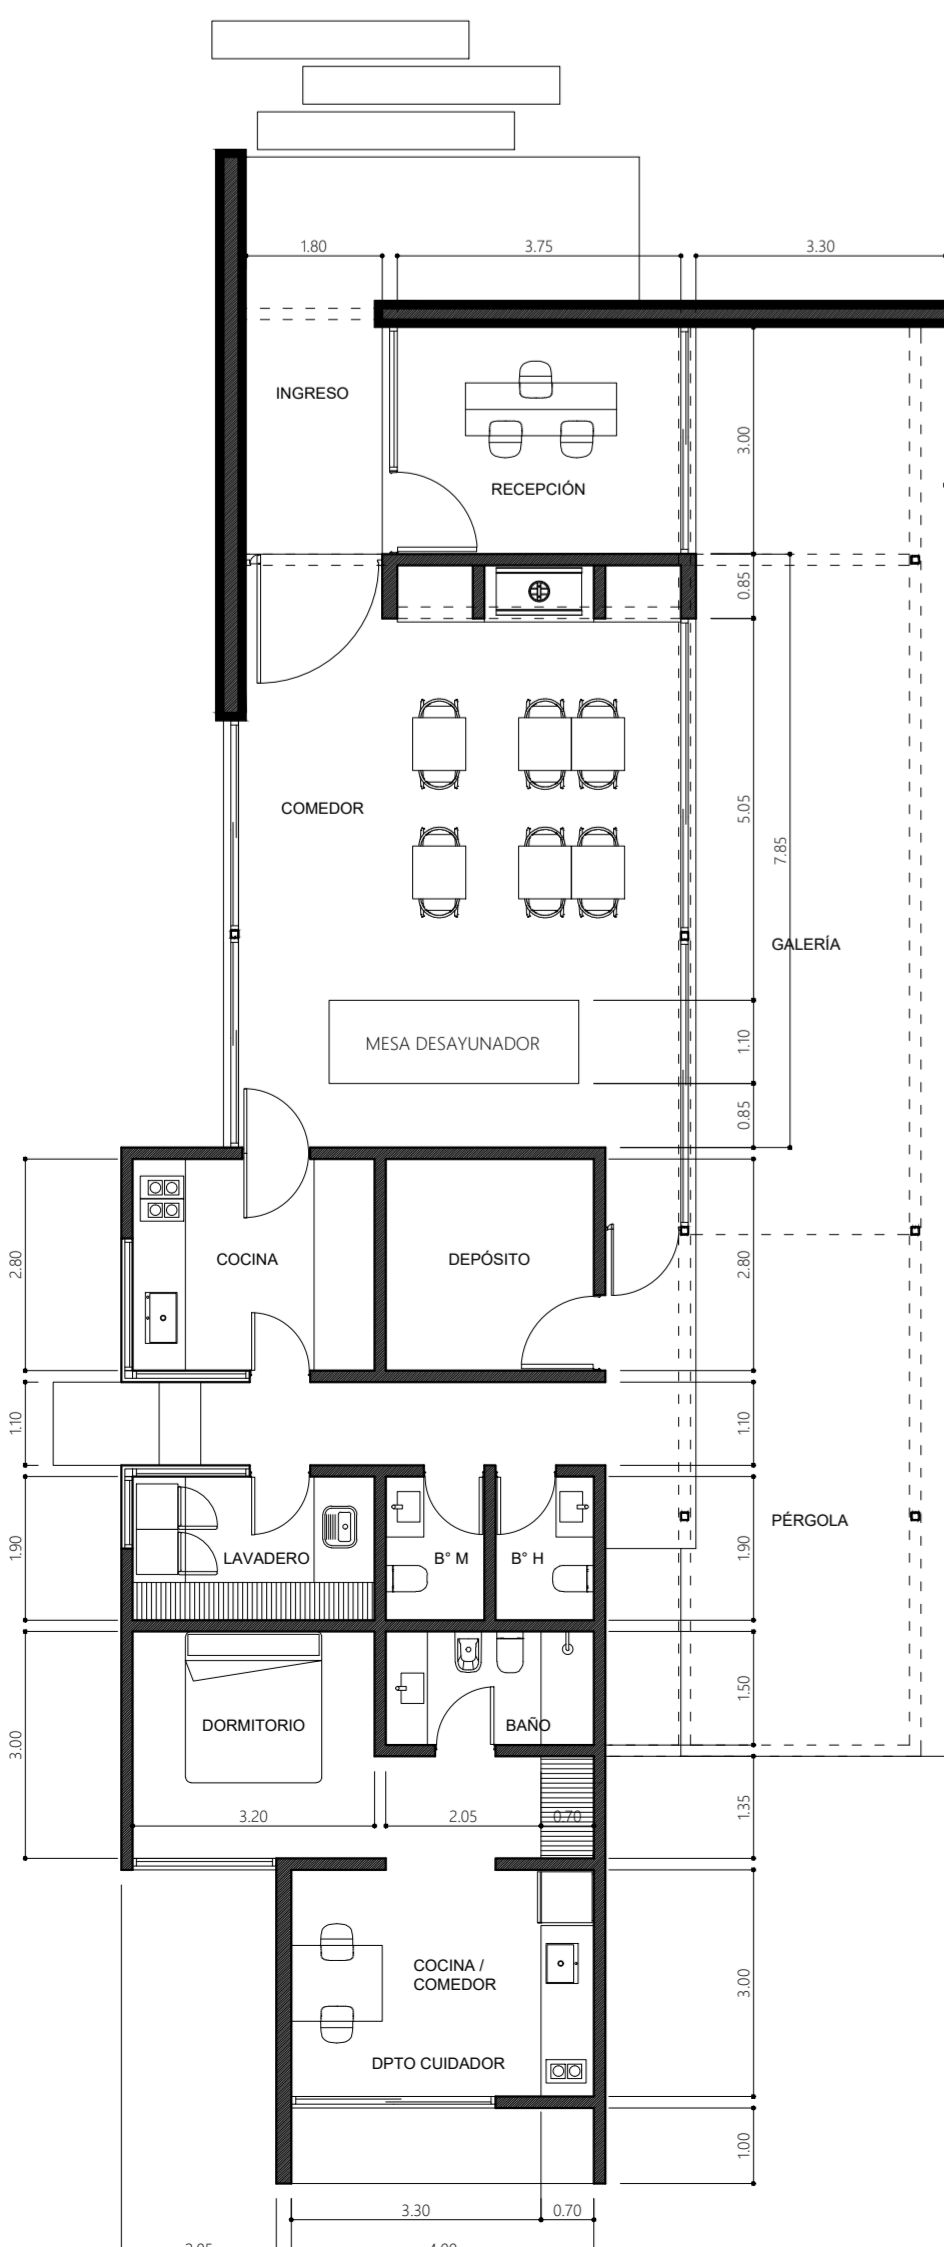 1.80
3.75
3.30
INGRESO
3.00
RECEPCIÓN
0.85
COMEDOR
5.05
7.85
GALERÍA
MESA DESAYUNADOR
1.10
0.85
2.80
COCINA
DEPÓSITO
2.80
1.10
1.10
1.90
LAVADERO
B° M
B° H
PÉRGOLA
1.90
3.00
DORMITORIO
BAÑO
1.50
3.20
2.05
0.70
1.35
COCINA /
COMEDOR
3.00
DPTO CUIDADOR
1.00
3.30
0.70